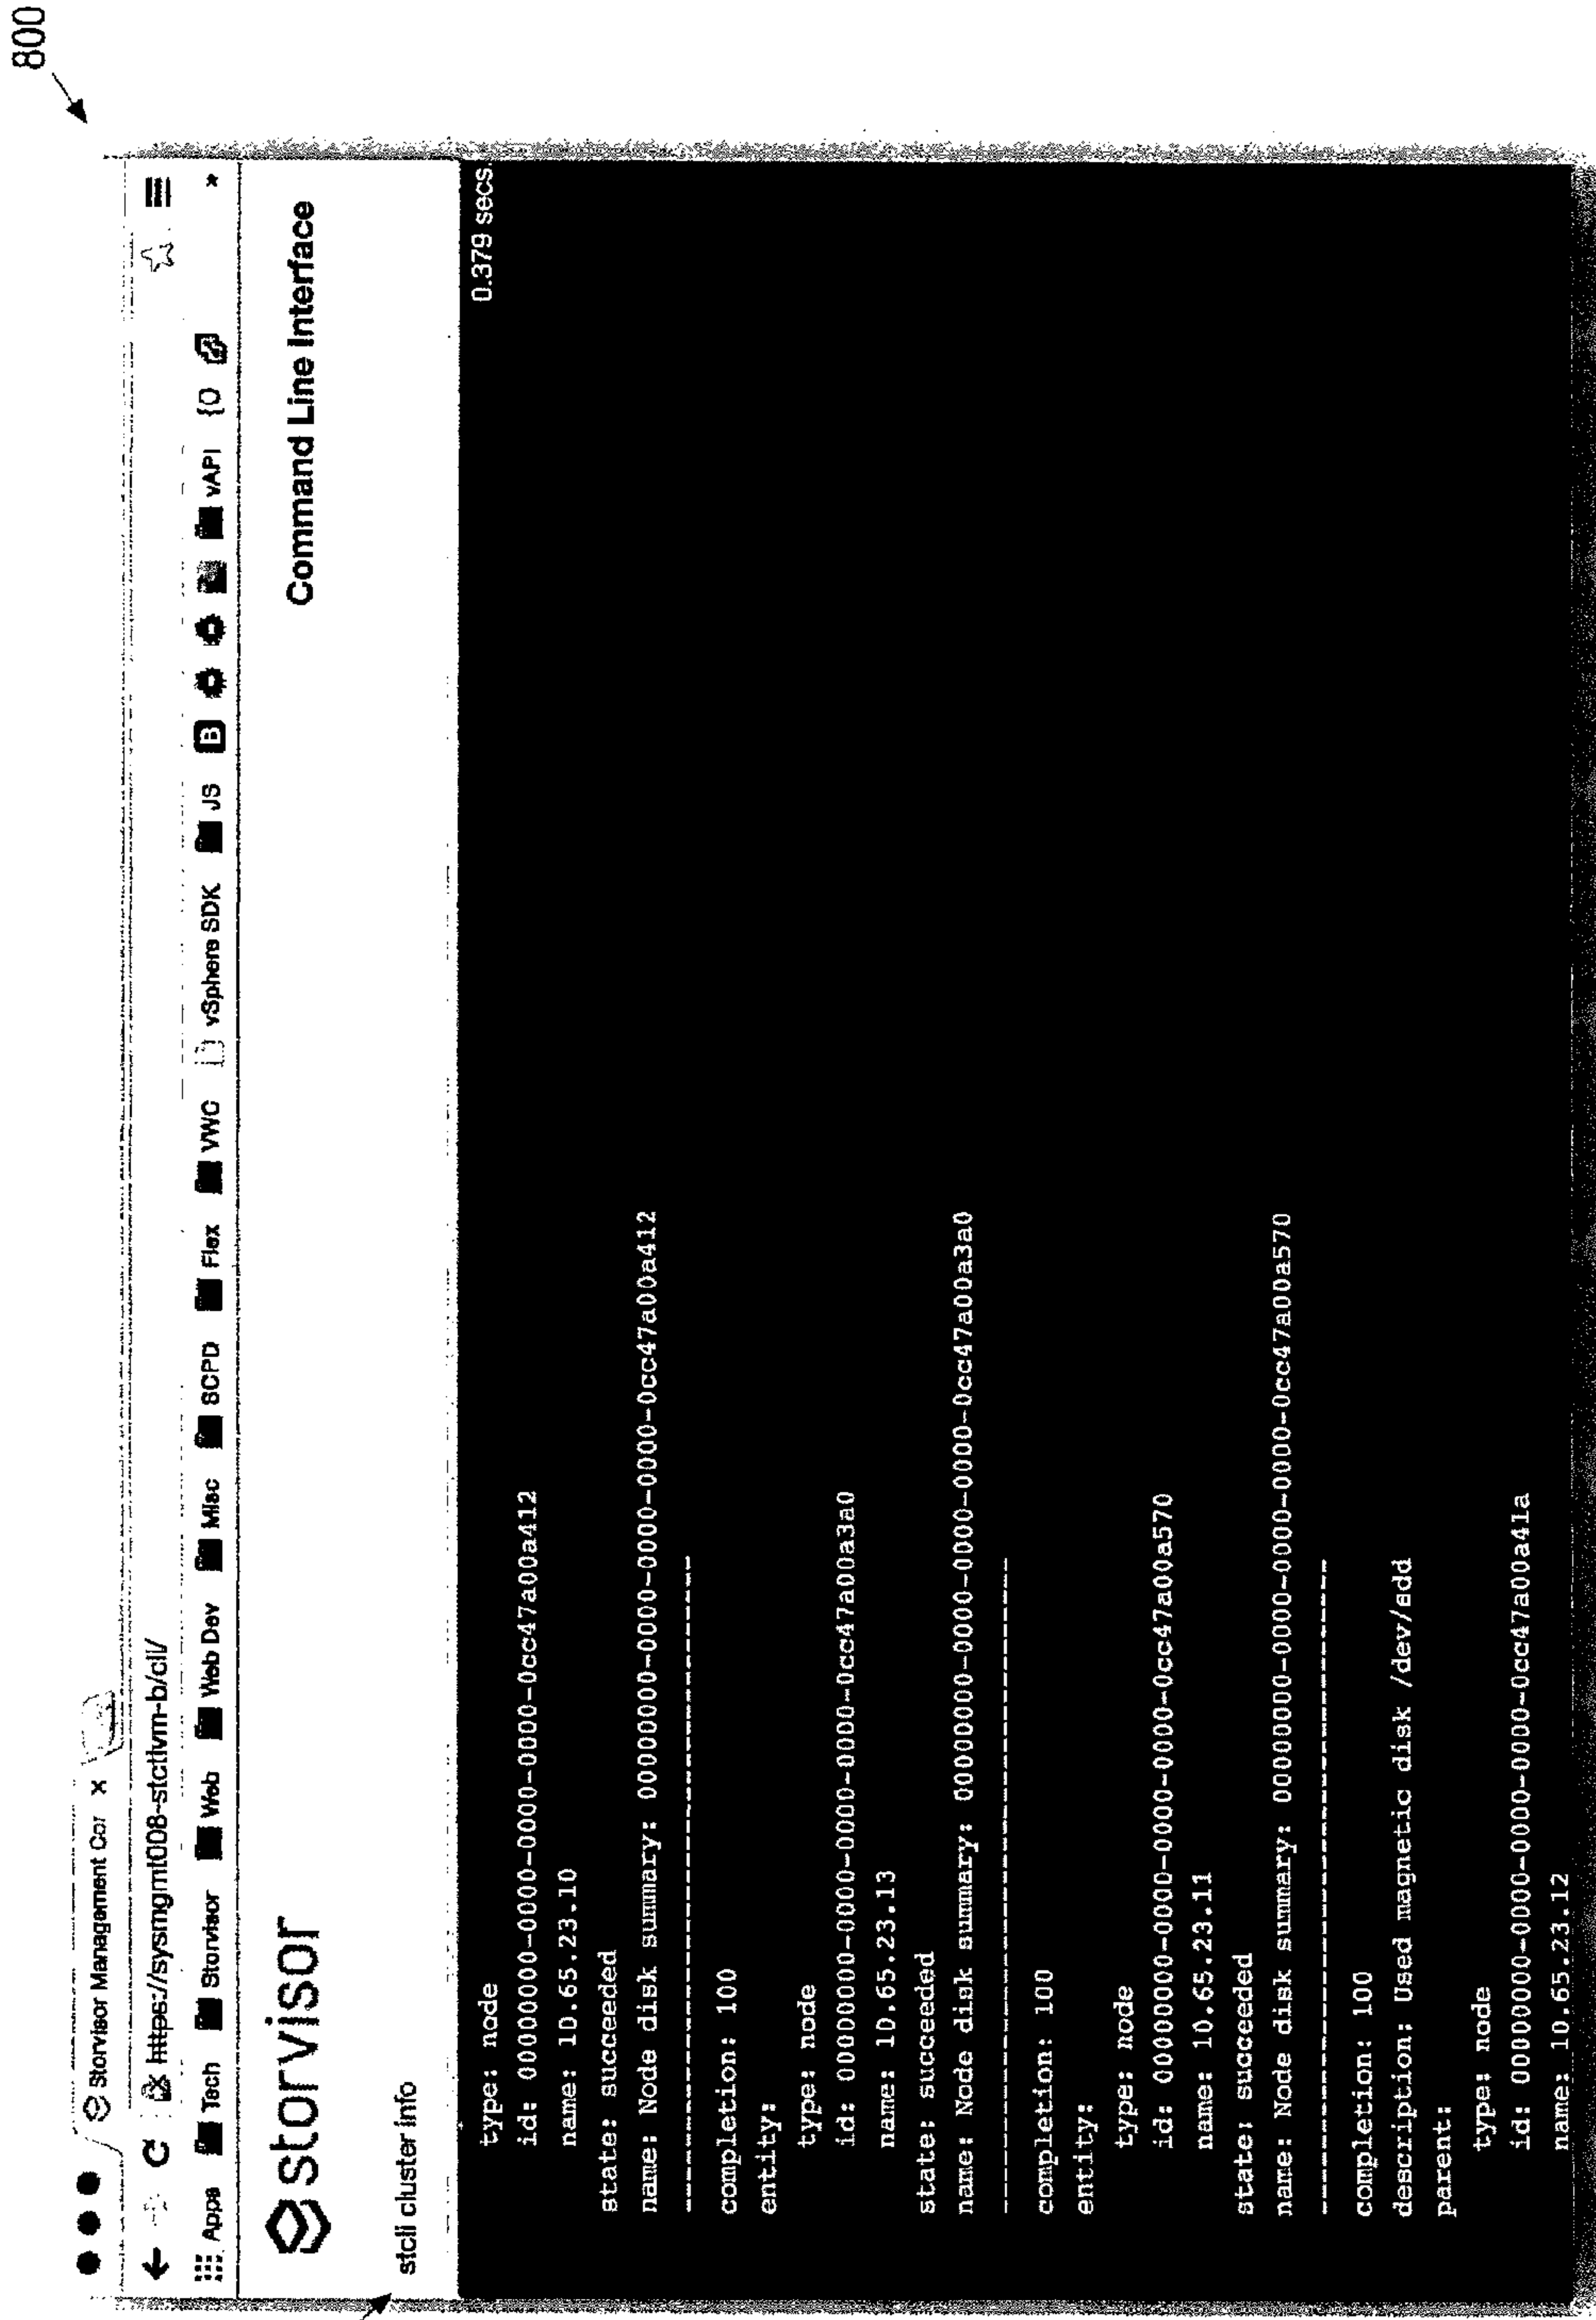 800
Storvisor Management Cor ×
https://sysmgmt008-stctlvm-b/cli/
Apps Tech Storvisor Web Web Dev Misc SCPD Flex VWC vSphere SDK JS B vAPI {O »
storvisor
Command Line Interface
stcli cluster info
0.379 secs
type: node
id: 00000000-0000-0000-0000-0cc47a00a412
name: 10.65.23.10
state: succeeded
name: Node disk summary: 00000000-0000-0000-0000-0cc47a00a412
----------------------------------------
completion: 100
entity:
type: node
id: 00000000-0000-0000-0000-0cc47a00a3a0
name: 10.65.23.13
state: succeeded
name: Node disk summary: 00000000-0000-0000-0000-0cc47a00a3a0
----------------------------------------
completion: 100
entity:
type: node
id: 00000000-0000-0000-0000-0cc47a00a570
name: 10.65.23.11
state: succeeded
name: Node disk summary: 00000000-0000-0000-0000-0cc47a00a570
----------------------------------------
completion: 100
description: Used magnetic disk /dev/sdd
parent:
type: node
id: 00000000-0000-0000-0000-0cc47a00a41a
name: 10.65.23.12